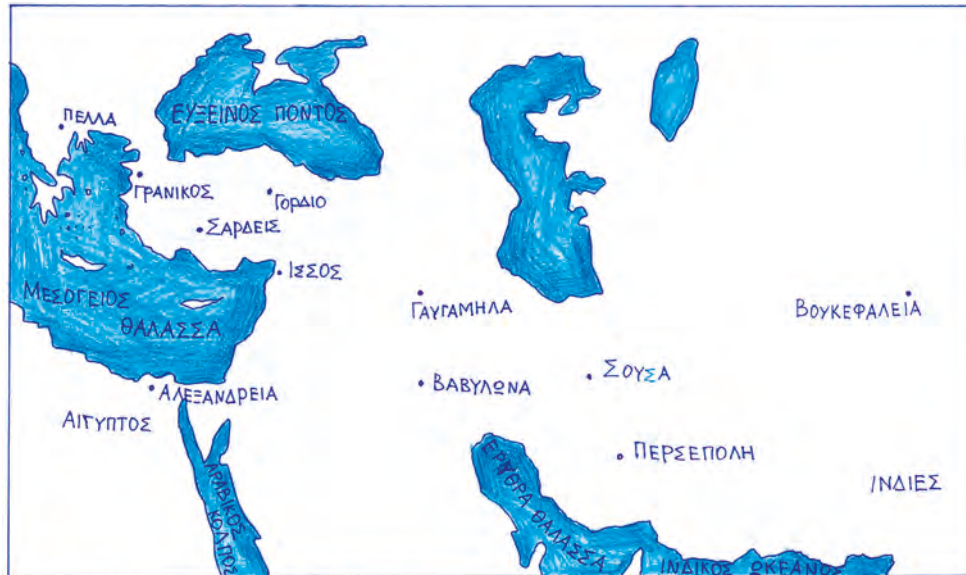 ΕΥΞΕΙΝΟΣ ΠΟΝΤΟΣ
ΠΕΛΛΑ
ΓΡΑΝΙΚΟΣ
ΓΟΡΔΙΟ
ΣΑΡΔΕΙΣ
ΙΣΣΟΣ
ΜΕΣΟΓΕΙΟΣ
ΘΑΛΑΣΣΑ
ΓΑΥΓΑΜΗΛΑ
ΒΟΥΚΕΦΑΛΕΙΑ
ΑΛΕΞΑΝΔΡΕΙΑ
ΒΑΒΥΛΩΝΑ
ΣΟΥΣΑ
ΑΙΓΥΠΤΟΣ
ΠΕΡΣΕΠΟΛΗ
ΙΝΔΙΕΣ
ΑΡΑΒΙΚΟΣ
ΚΟΛΠΟΣ
ΕΡΥΘΡΑ ΘΑΛΑΣΣΑ
ΙΝΔΙΚΟΣ ΩΚΕΑΝΟΣ